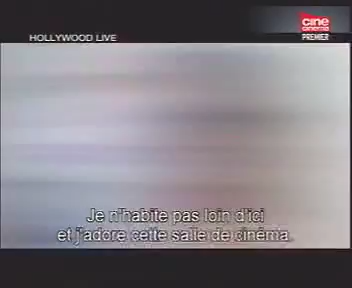 cine
cinema
HOLLYWOOD LIVE
PREMIER
Je n'habite pas loin d'ici
et j'adore cette salle de cinéma.